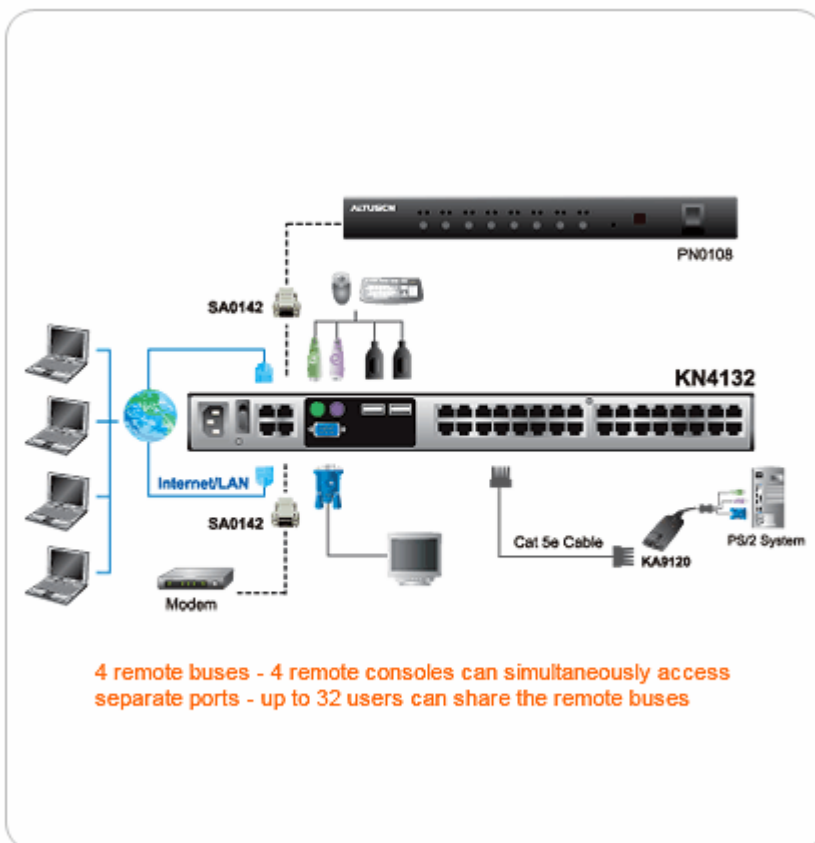 ALTUSEN
PN0108
SA0142
KN4132
Internet/LAN
SA0142
Cat 5e Cable
KA9120
PS/2 System
Modem
4 remote buses - 4 remote consoles can simultaneously access
separate ports - up to 32 users can share the remote buses